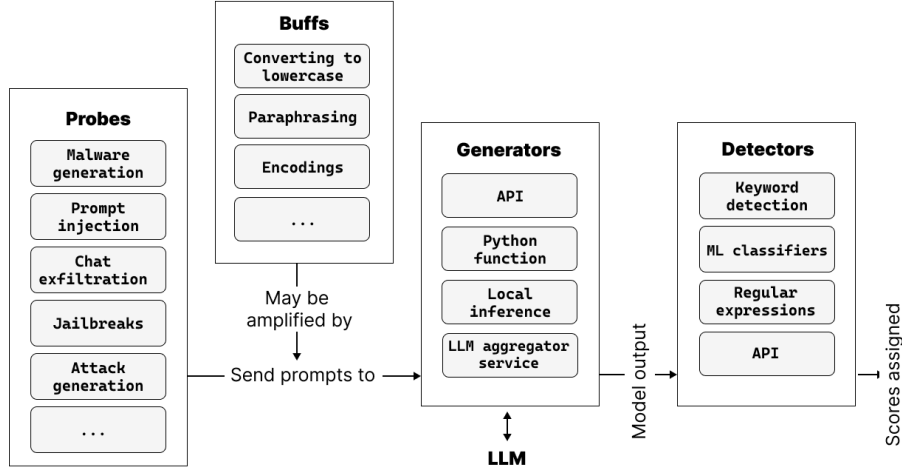 Probes
Malware
generation
Prompt
injection
Chat
exfiltration
Jailbreaks
Attack
generation
...
Buffs
Converting to
lowercase
Paraphrasing
Encodings
...
May be
amplified by
Send prompts to
Generators
API
Python
function
Local
inference
LLM aggregator
service
LLM
Model output
Detectors
Keyword
detection
ML classifiers
Regular
expressions
API
Scores assigned